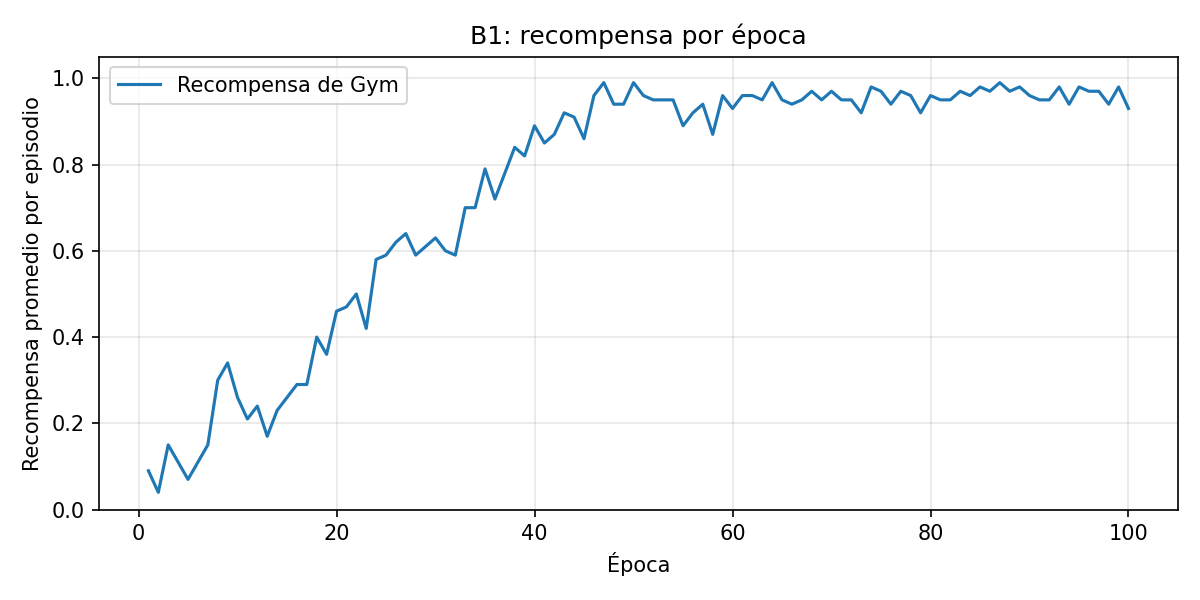 B1: recompensa por época
Recompensa de Gym
Recompensa promedio por episodio
1.0
0.8
0.6
0.4
0.2
0.0
0 20 40 60 80 100
Época